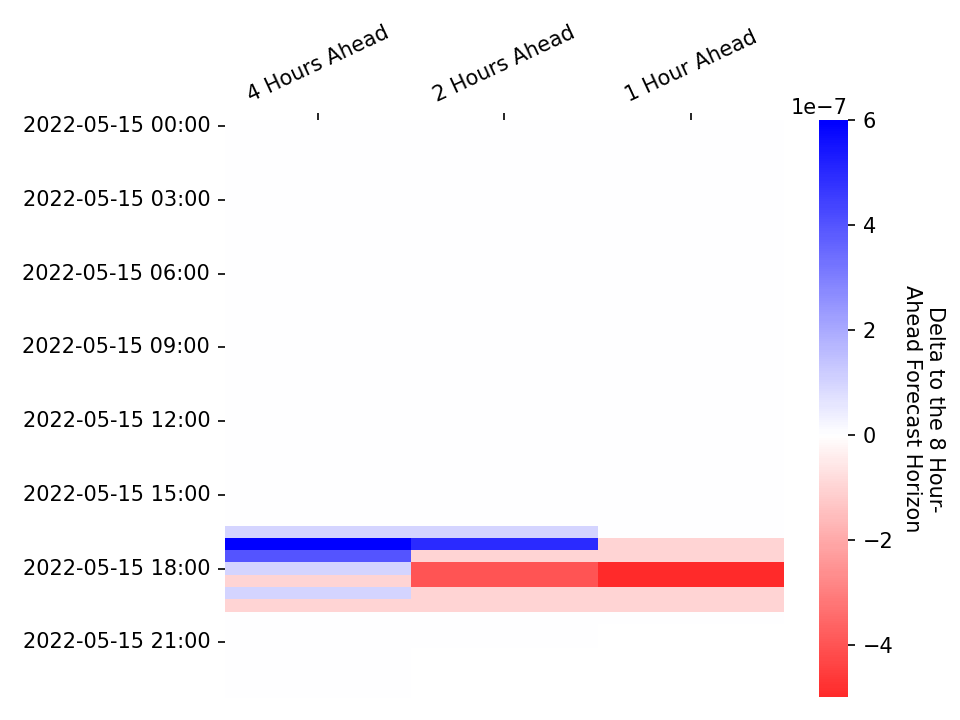 4 Hours Ahead
2 Hours Ahead
1 Hour Ahead
2022-05-15 00:00
2022-05-15 03:00
2022-05-15 06:00
2022-05-15 09:00
2022-05-15 12:00
2022-05-15 15:00
2022-05-15 18:00
2022-05-15 21:00
1e−7
6
4
2
0
−2
−4
Delta to the 8 Hour-
Ahead Forecast Horizon